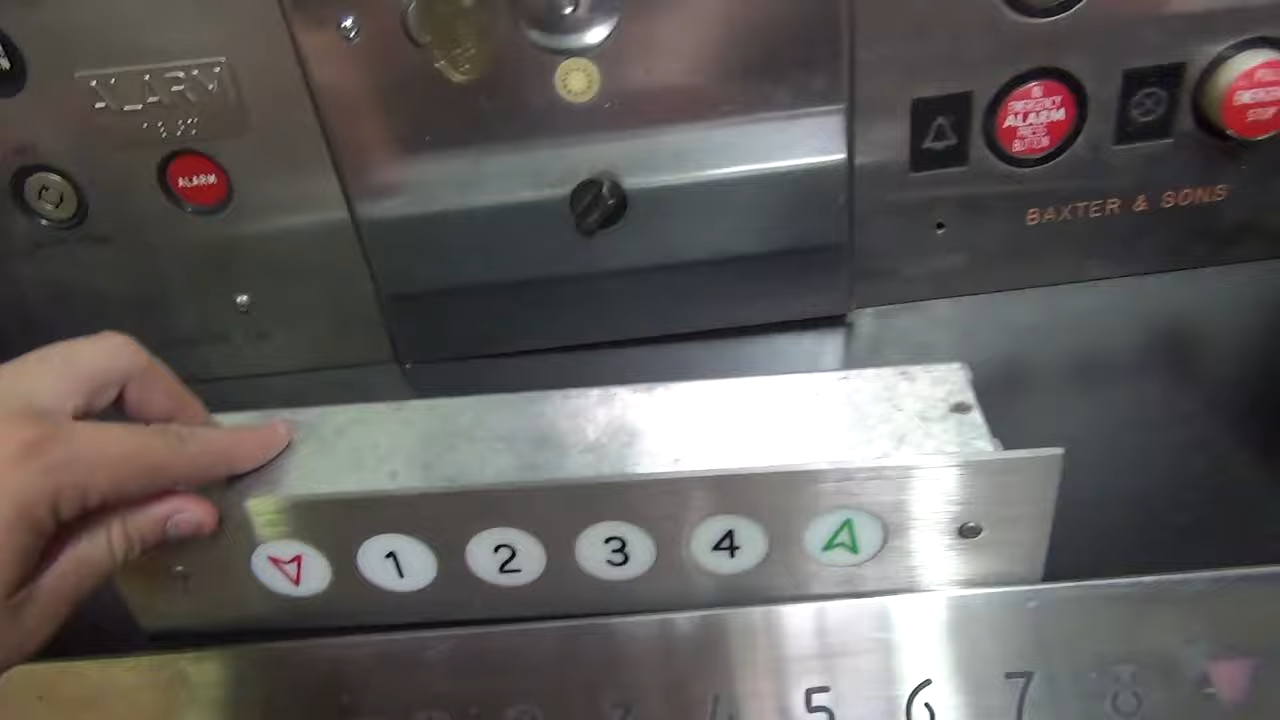 ALARM
ALARM
IN
EMERGENCY
ALARM
PRESS
BUTTON
BAXTER & SONS
1 2 3 4
5 6 7